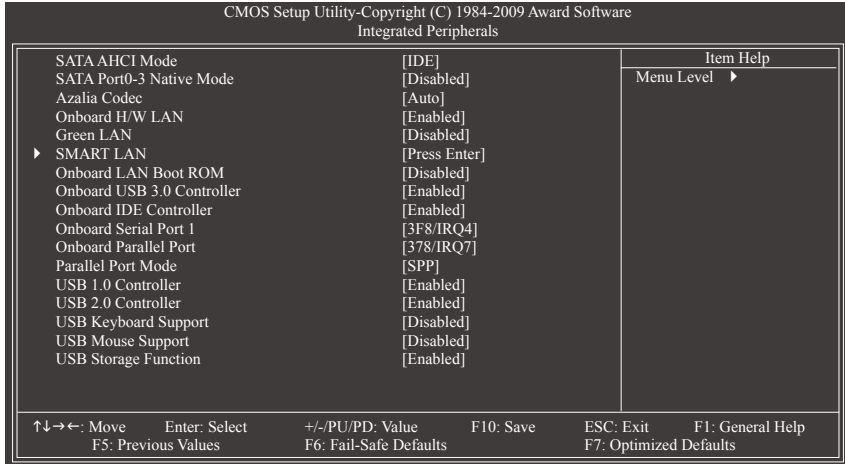 CMOS Setup Utility-Copyright (C) 1984-2009 Award Software
Integrated Peripherals
SATA AHCI Mode [IDE]
SATA Port0-3 Native Mode [Disabled]
Azalia Codec [Auto]
Onboard H/W LAN [Enabled]
Green LAN [Disabled]
SMART LAN [Press Enter]
Onboard LAN Boot ROM [Disabled]
Onboard USB 3.0 Controller [Enabled]
Onboard IDE Controller [Enabled]
Onboard Serial Port 1 [3F8/IRQ4]
Onboard Parallel Port [378/IRQ7]
Parallel Port Mode [SPP]
USB 1.0 Controller [Enabled]
USB 2.0 Controller [Enabled]
USB Keyboard Support [Disabled]
USB Mouse Support [Disabled]
USB Storage Function [Enabled]
Item Help
Menu Level ▶
↑↓→←: Move Enter: Select +/-/PU/PD: Value F10: Save ESC: Exit F1: General Help
F5: Previous Values F6: Fail-Safe Defaults F7: Optimized Defaults